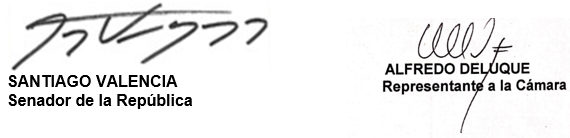 SANTIAGO VALENCIA
Senador de la República
ALFREDO DELUQUE
Representante a la Cámara